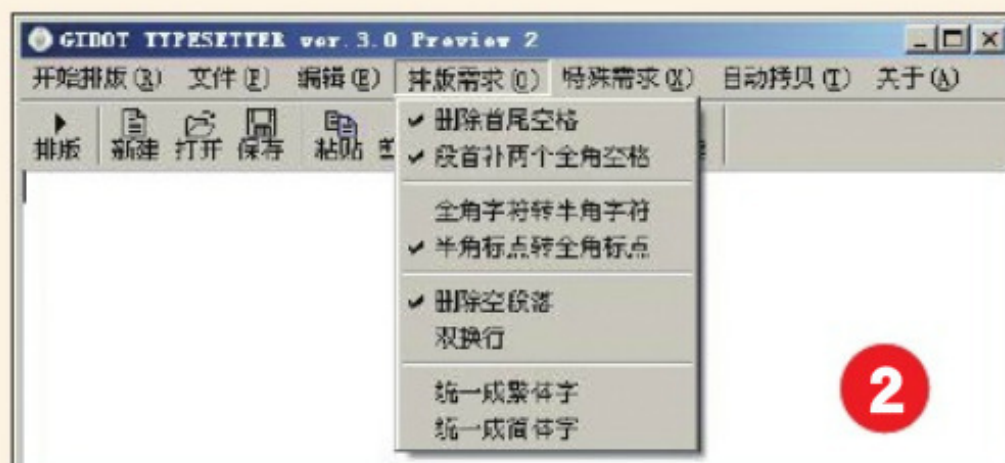 GIDOT TYPESETTER ver.3.0 Preview 2
开始排版(R) 文件(F) 编辑(E) 排版需求(O) 特殊需求(X) 自动拷贝(T) 关于(A)
排版 新建 打开 保存 粘贴
删除首尾空格
段首补两个全角空格
全角字符转半角字符
半角标点转全角标点
删除空段落
双换行
统一成繁体字
统一成简体字
2